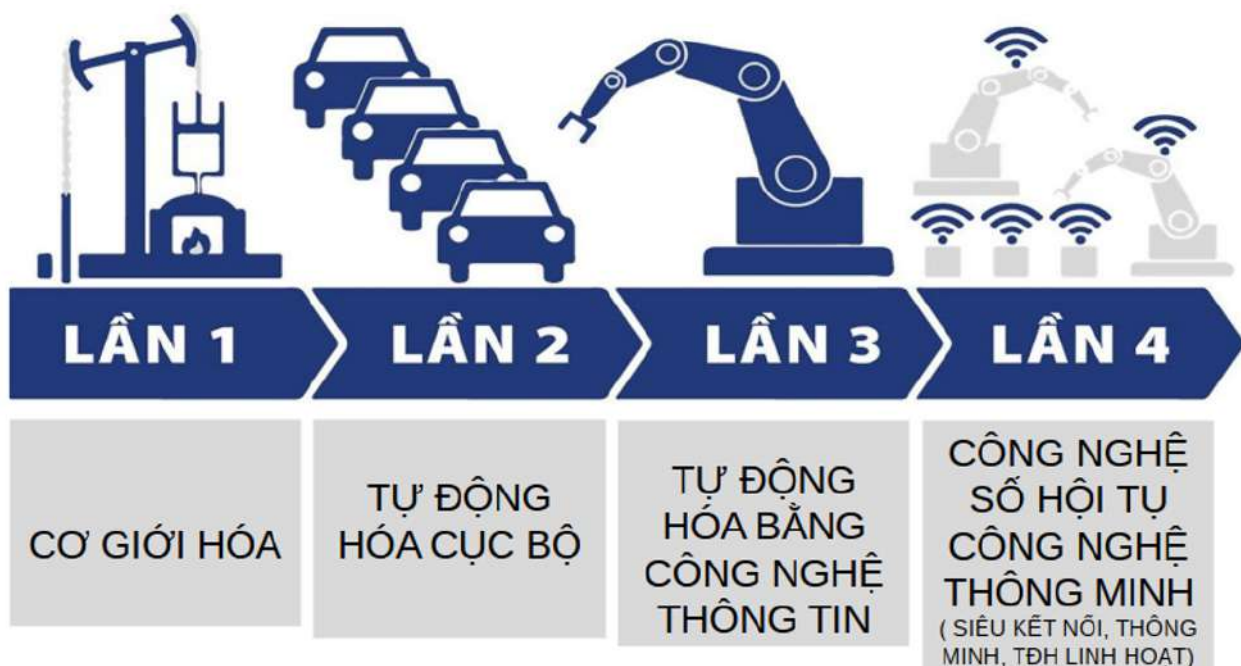 LẦN 1
LẦN 2
LẦN 3
LẦN 4
CƠ GIỚI HÓA
TỰ ĐỘNG
HÓA CỤC BỘ
TỰ ĐỘNG
HÓA BẰNG
CÔNG NGHỆ
THÔNG TIN
CÔNG NGHỆ
SỐ HỘI TỤ
CÔNG NGHỆ
THÔNG MINH
( SIÊU KẾT NỐI, THÔNG
MINH, TĐH LINH HOẠT)